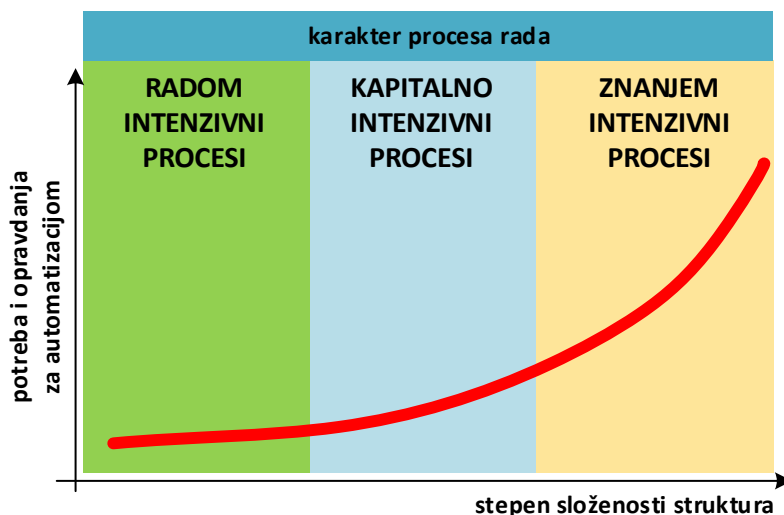 karakter procesa rada
RADOM
INTENZIVNI
PROCESI
KAPITALNO
INTENZIVNI
PROCESI
ZNANJEM
INTENZIVNI
PROCESI
potreba i opravdanja
za automatizacijom
stepen složenosti struktura